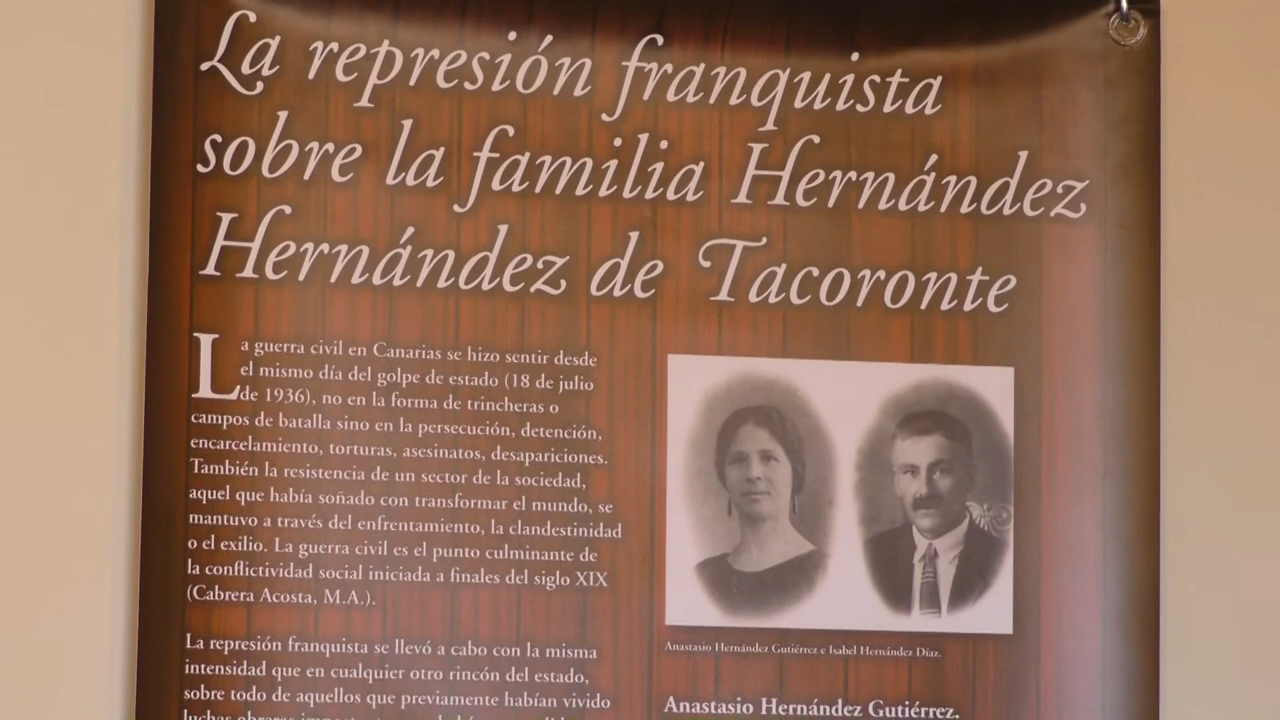 La represión franquista
sobre la familia Hernández
Hernández de Tacoronte
La guerra civil en Canarias se hizo sentir desde
el mismo día del golpe de estado (18 de julio
de 1936), no en la forma de trincheras o
campos de batalla sino en la persecución, detención,
encarcelamiento, torturas, asesinatos, desapariciones.
También la resistencia de un sector de la sociedad,
aquel que había soñado con transformar el mundo, se
mantuvo a través del enfrentamiento, la clandestinidad
o el exilio. La guerra civil es el punto culminante de
la conflictividad social iniciada a finales del siglo XIX
(Cabrera Acosta, M.A.).
La represión franquista se llevó a cabo con la misma
intensidad que en cualquier otro rincón del estado,
sobre todo de aquellos que previamente habían vivido
luchas obreras
Anastasio Hernández Gutiérrez e Isabel Hernández Díaz.
Anastasio Hernández Gutiérrez.